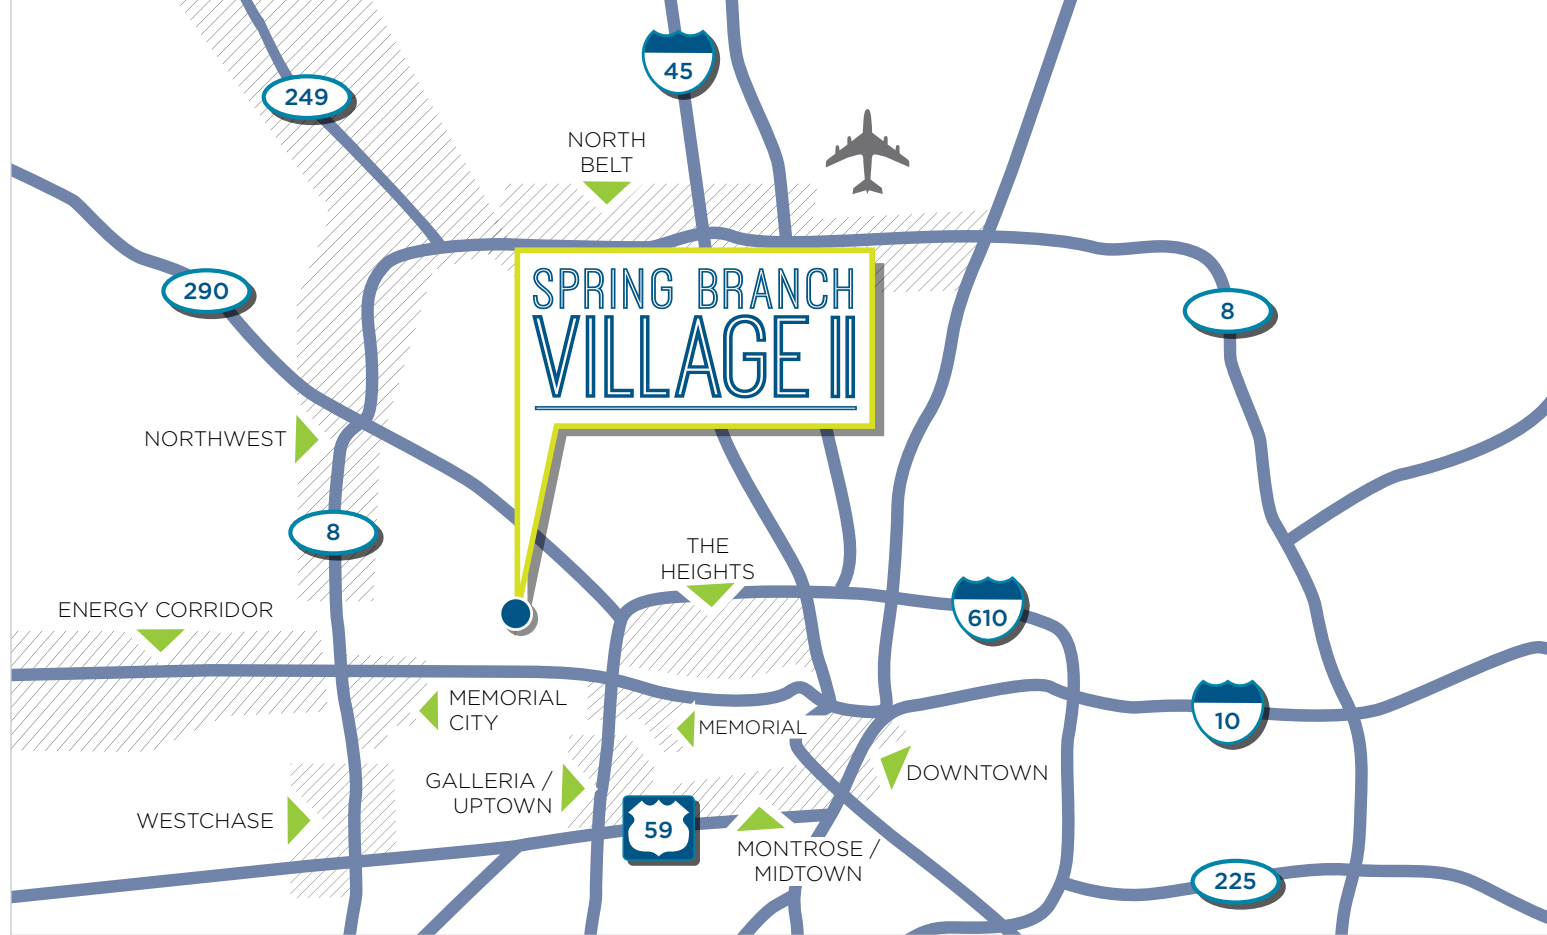 45
249
NORTH
BELT
290
SPRING BRANCH
VILLAGE II
8
NORTHWEST
8
THE
HEIGHTS
ENERGY CORRIDOR
610
MEMORIAL
CITY
MEMORIAL
10
DOWNTOWN
GALLERIA /
UPTOWN
WESTCHASE
59
MONTROSE /
MIDTOWN
225